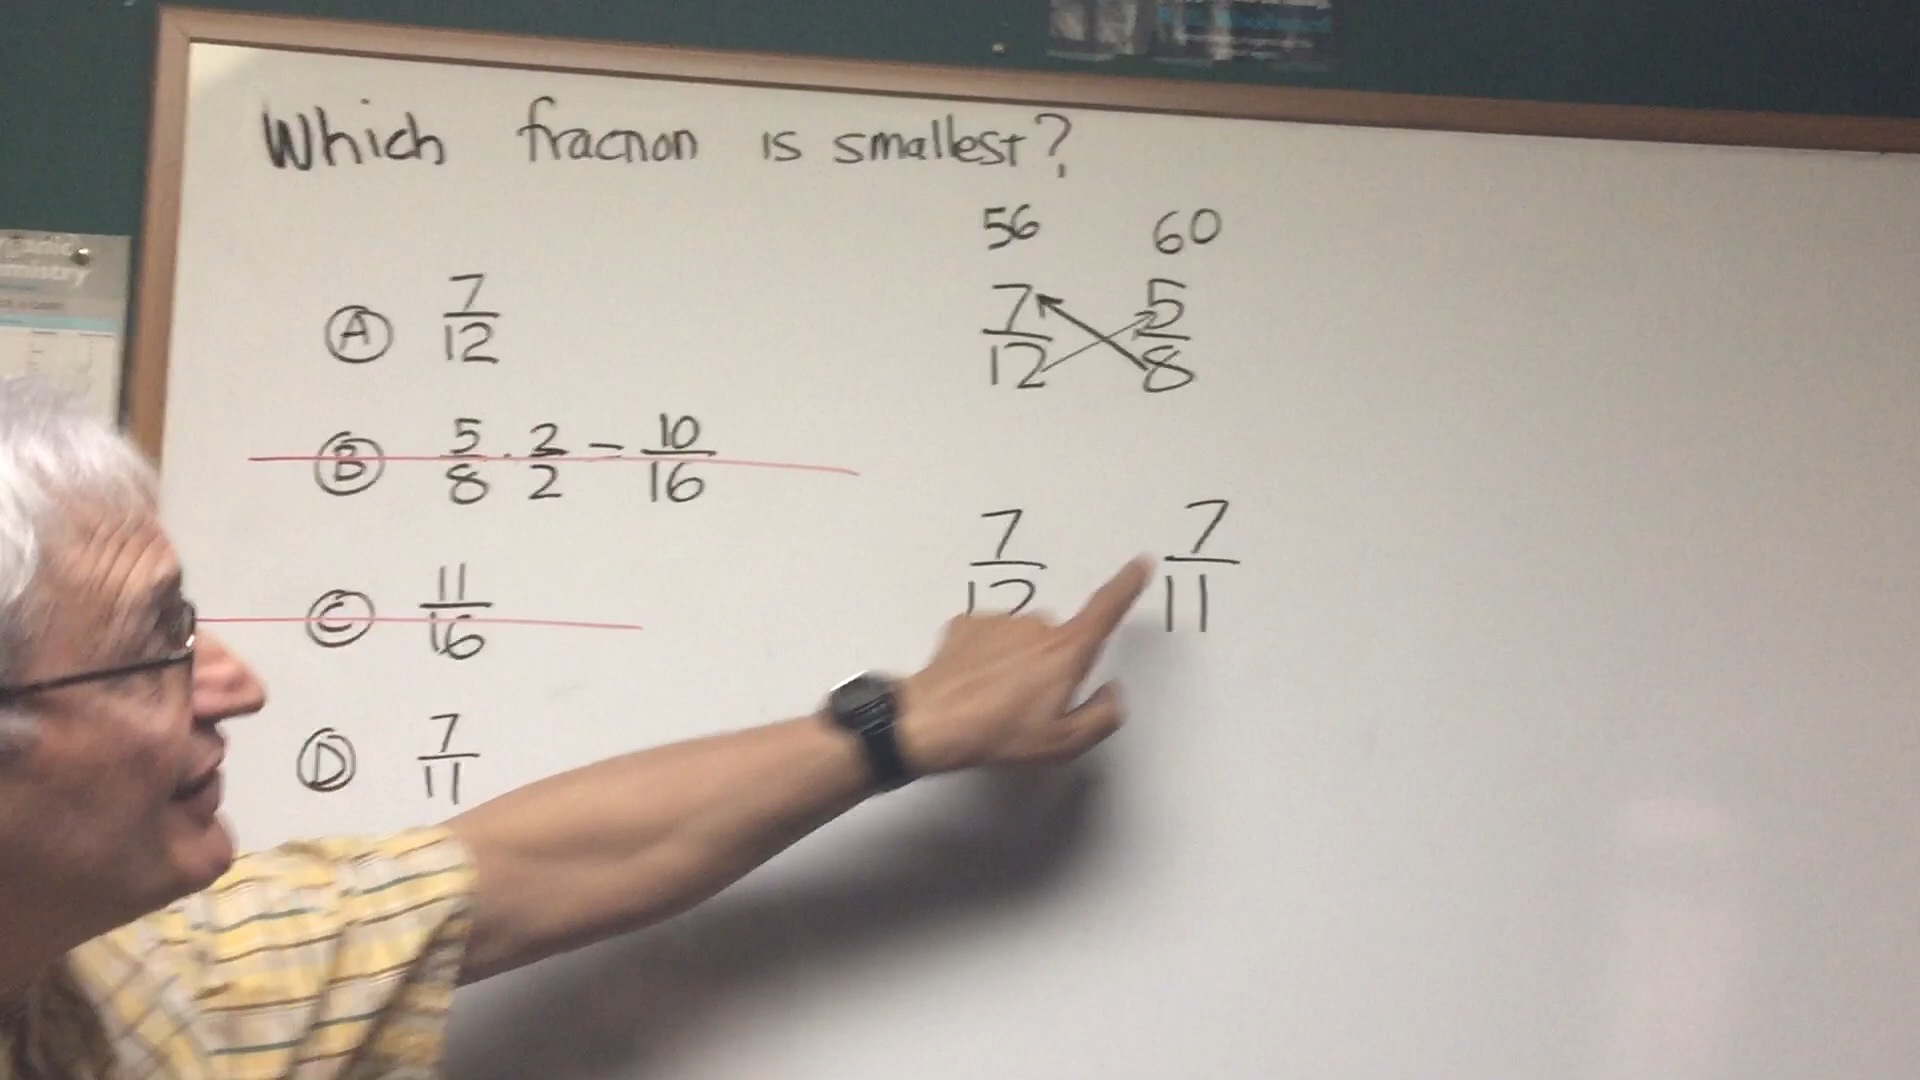 Which fraction is smallest?
56 60
7/12 5/8
A 7/12
B 5/8 · 2/2 = 10/16
C 11/16
7/12 7/11
D 7/11